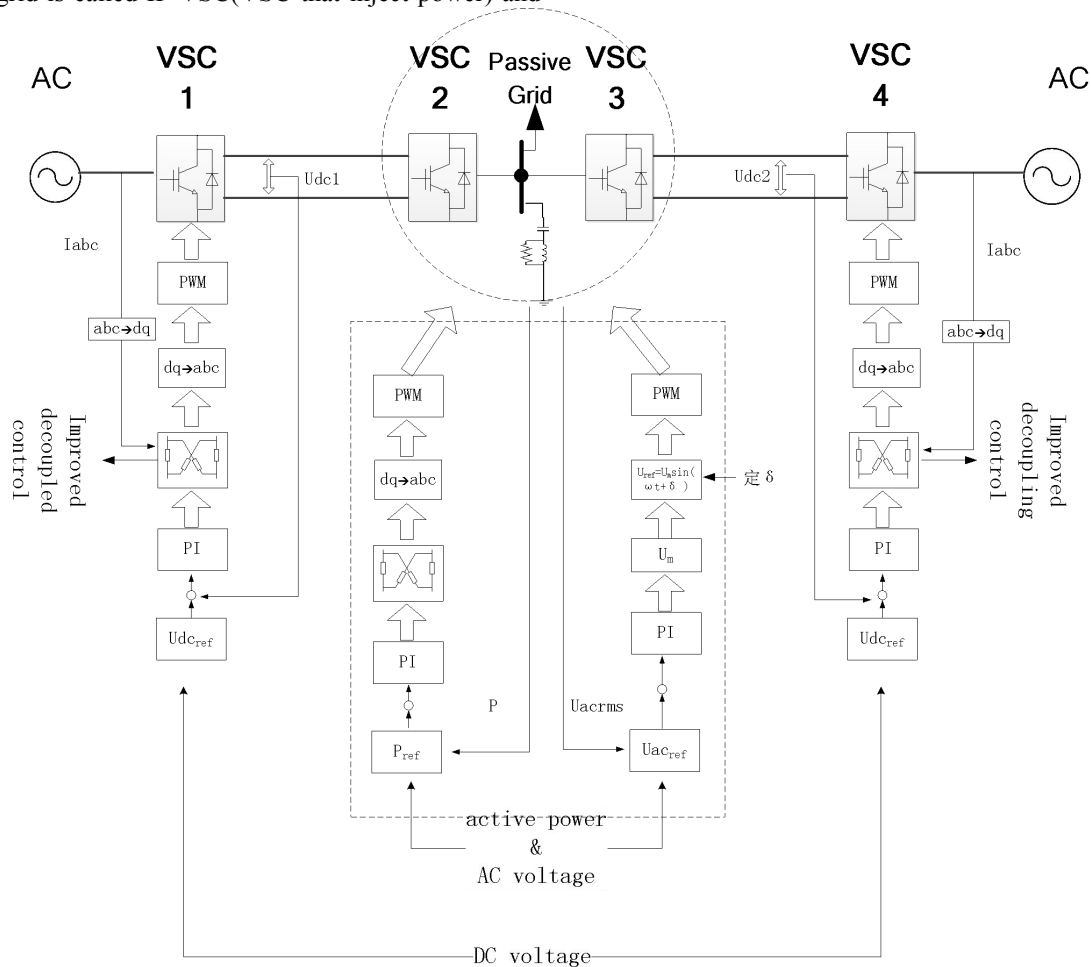 grid is called IP-VSC(VSC that inject power) and
AC
VSC
1
VSC
2
Passive
Grid
VSC
3
VSC
4
AC
Udc1
Udc2
Iabc
Iabc
PWM
PWM
abc→dq
abc→dq
dq→abc
dq→abc
PWM
PWM
Improved
decoupled
control
Improved
decoupling
control
dq→abc
Uref=Umsin(
ωt+δ )
定 δ
PI
PI
Um
Udcref
Udcref
PI
PI
P
Uacrms
Pref
Uacref
active power
&
AC voltage
DC voltage